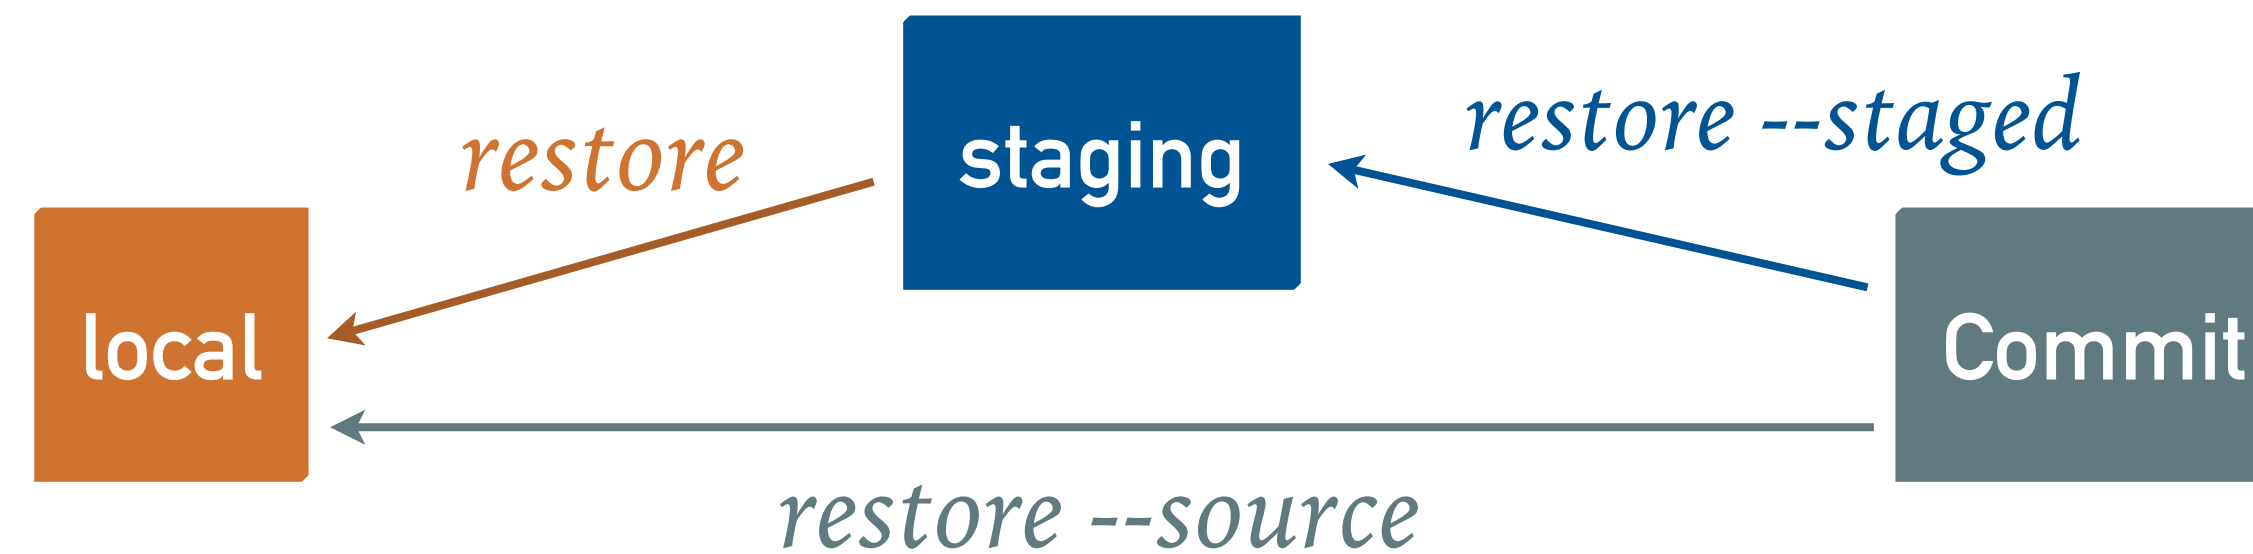 restore --staged
staging
restore
local
Commit
restore --source